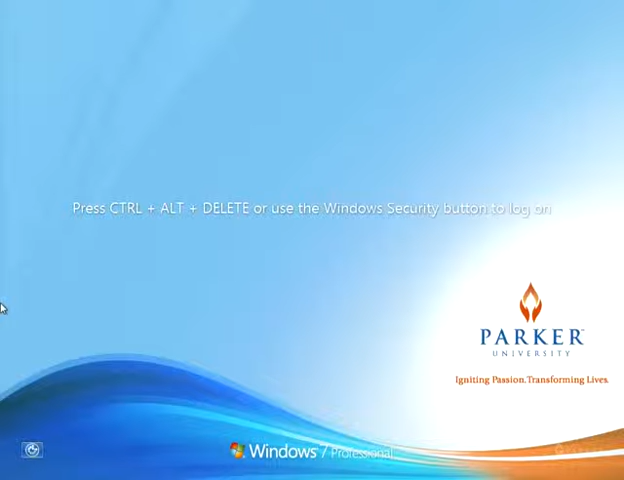 Press CTRL + ALT + DELETE or use the Windows Security button to log on
PARKER™
UNIVERSITY
Igniting Passion.Transforming Lives.
Windows 7 Professional